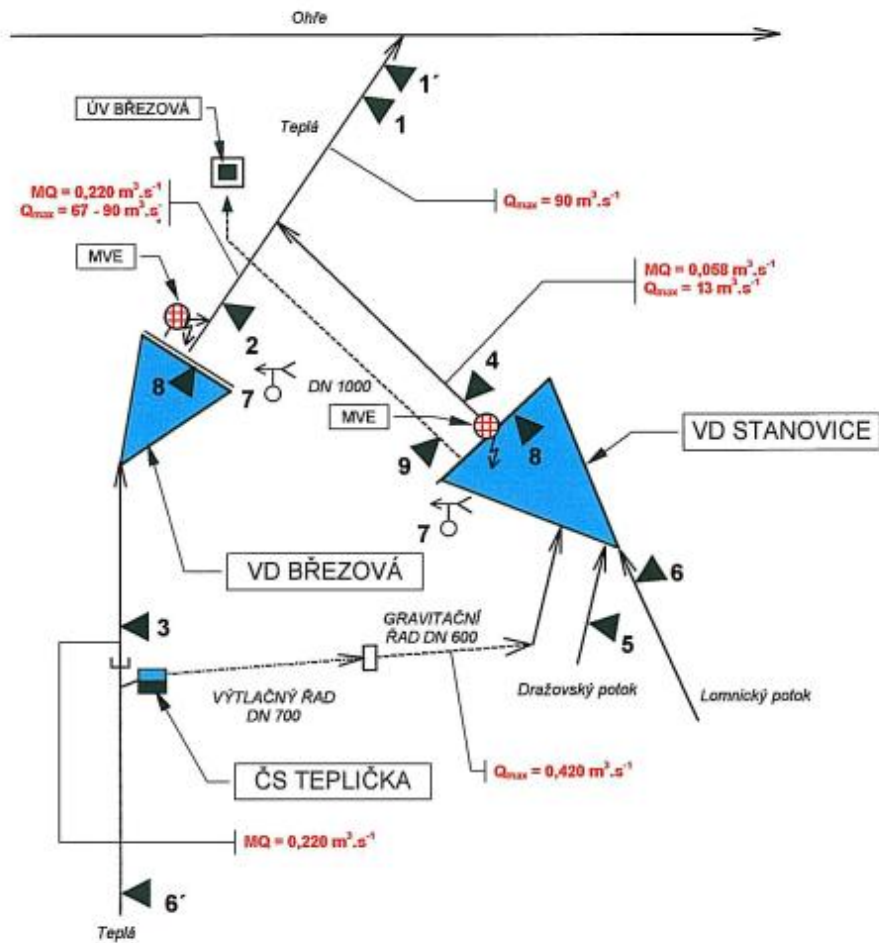 Ohře
1´
ÚV BŘEZOVÁ
Teplá
1
MQ = 0,220 m³.s⁻¹
Qmax = 67 - 90 m³.s⁻
Qmax = 90 m³.s⁻¹
MVE
MQ = 0,058 m³.s⁻¹
Qmax = 13 m³.s⁻¹
2
4
8
7
DN 1000
MVE
VD STANOVICE
9
8
7
VD BŘEZOVÁ
6
3
GRAVITAČNÍ
ŘAD DN 600
5
VÝTLAČNÝ ŘAD
DN 700
Dražovský potok
Lomnický potok
ČS TEPLIČKA
Qmax = 0,420 m³.s⁻¹
MQ = 0,220 m³.s⁻¹
6´
Teplá